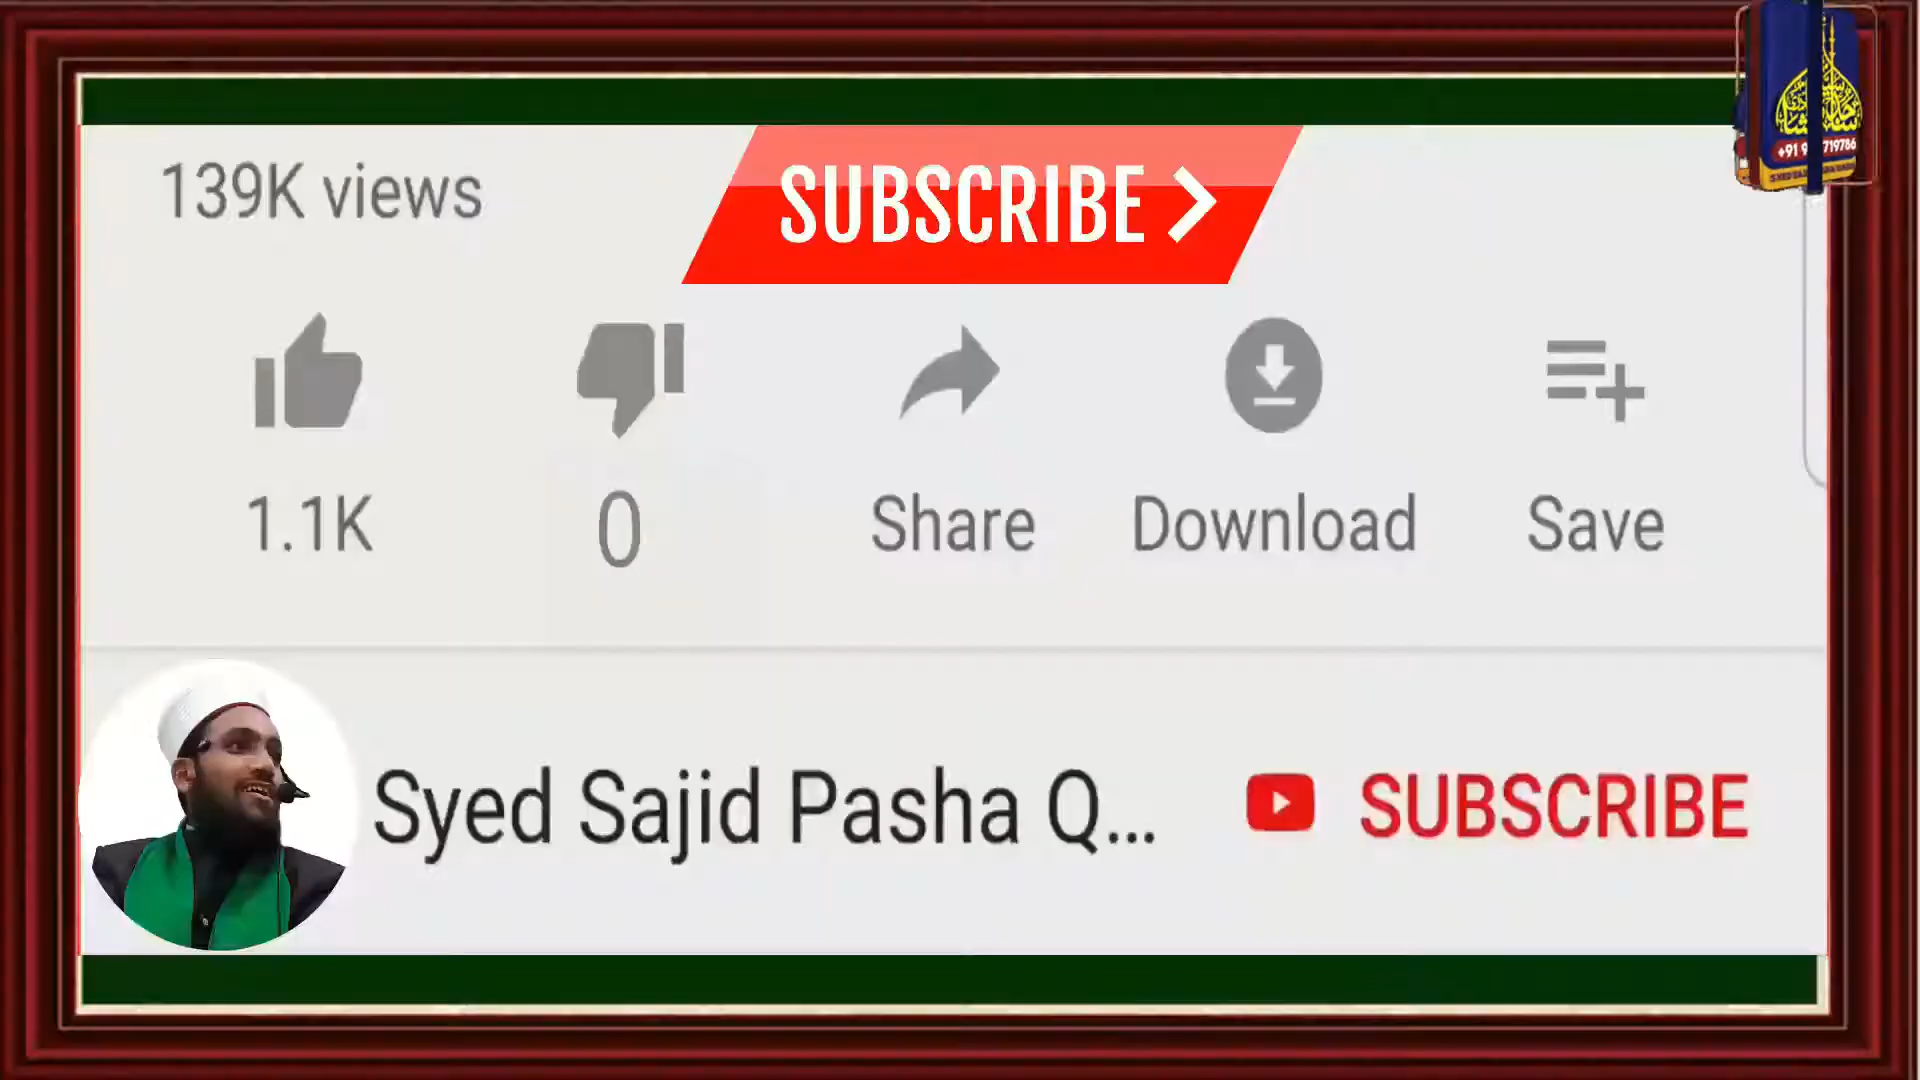 139K views
SUBSCRIBE
1.1K
0
Share
Download
Save
Syed Sajid Pasha Q...
SUBSCRIBE